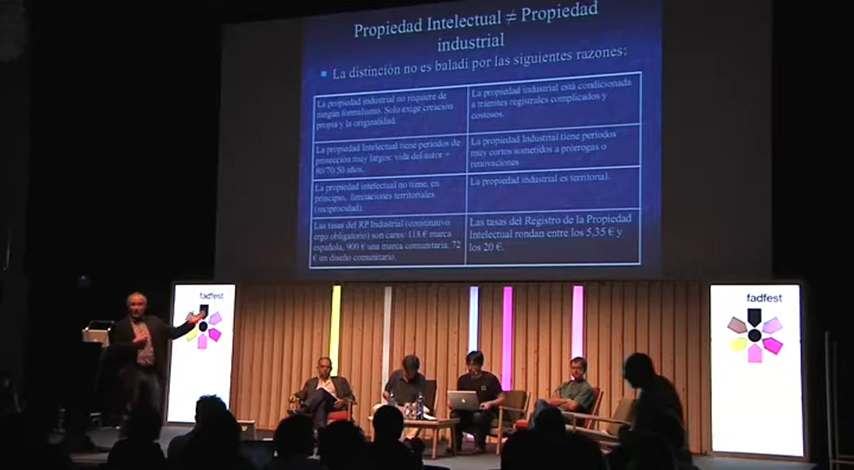 Propiedad Intelectual ≠ Propiedad
industrial
La distinción no es baladí por las siguientes razones:
La propiedad industrial no requiere de
ningún formalismo. Solo exige creación
propia y la originalidad.
La propiedad industrial está condicionada
a trámites registrales complicados y
costosos.
La propiedad Intelectual tiene periodos de
protección muy largos: vida del autor +
80/70/50 años.
La propiedad Industrial tiene períodos
muy cortos sometidos a prórrogas o
renovaciones
La propiedad intelectual no tiene, en
principio, limitaciones territoriales
(reciprocidad).
La propiedad industrial es territorial.
Las tasas del RP Industrial (constitutivo
ergo obligatorio) son caras: 118 € marca
española, 900 € una marca comunitaria. 72
€ un diseño comunitario.
Las tasas del Registro de la Propiedad
Intelectual rondan entre los 5,35 € y
los 20 €.
fadfest
fadfest